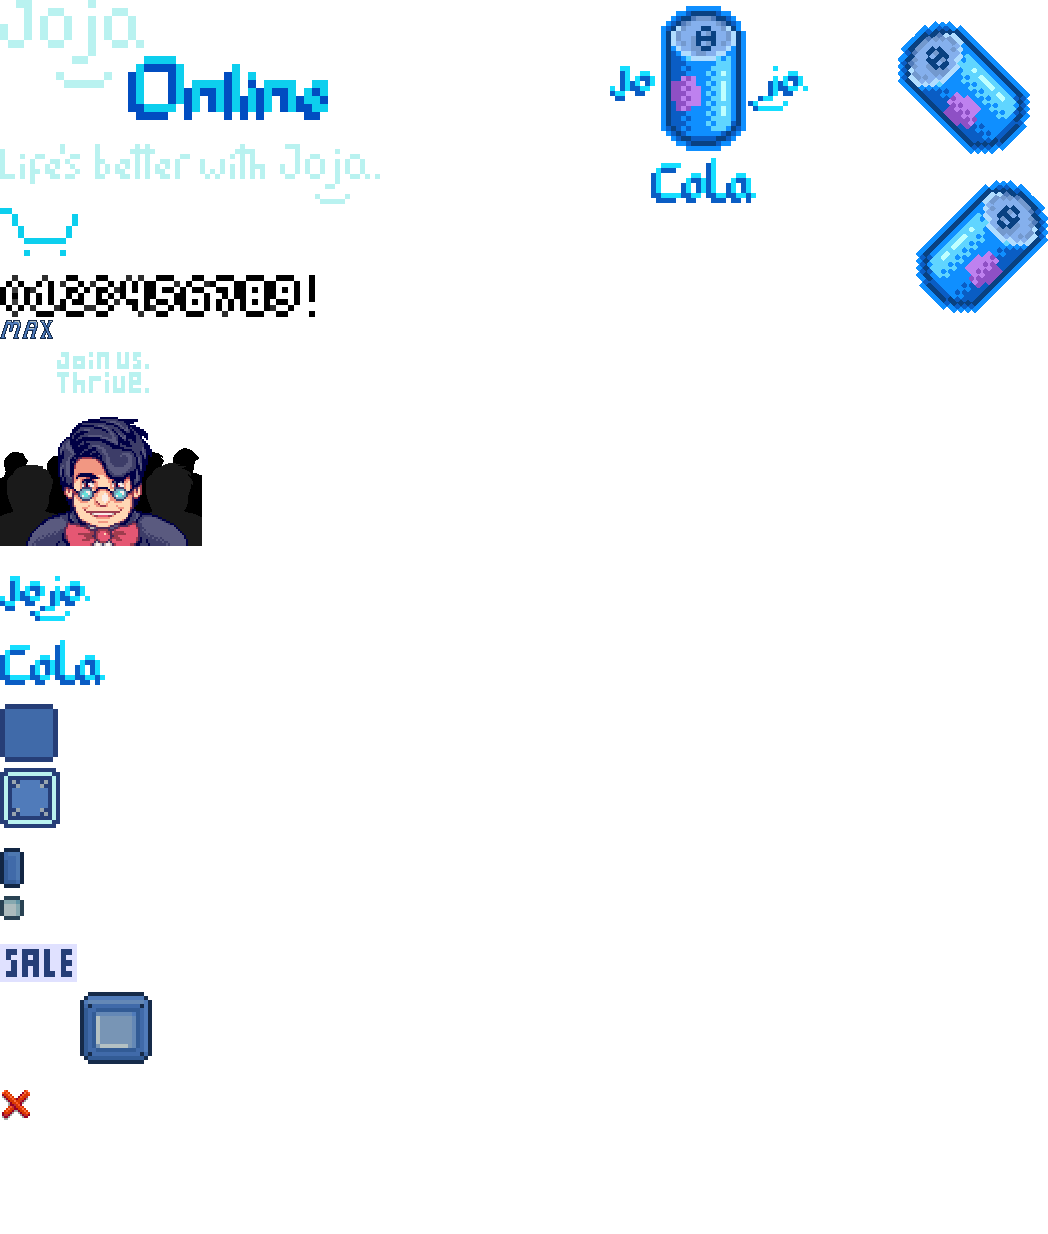 Joja
Online
Life's better with Joja..
0123456789!
MAX
Join us.
Thrive.
Joja.
Cola
SALE
Jo jo.
Cola